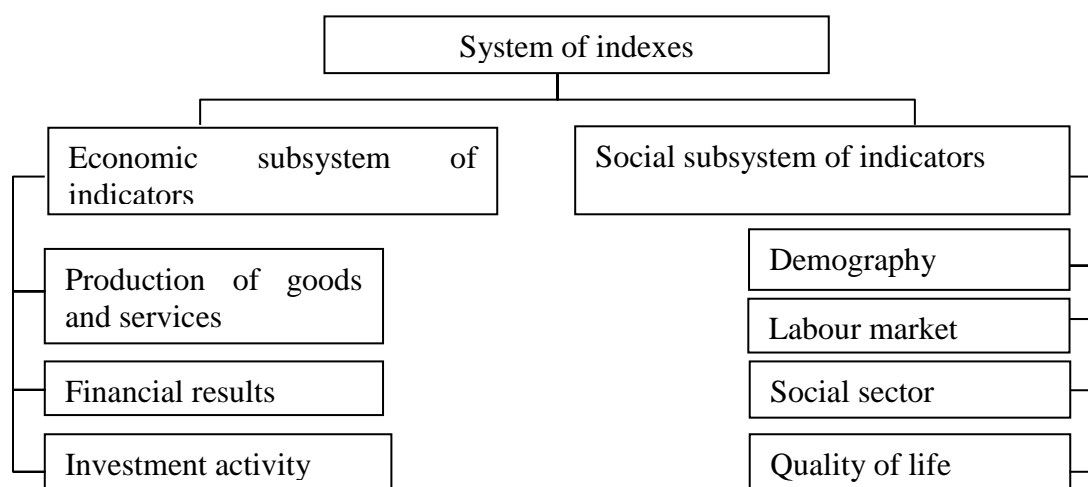 System of indexes
Economic subsystem of
indicators
Social subsystem of indicators
Production of goods
and services
Financial results
Investment activity
Demography
Labour market
Social sector
Quality of life